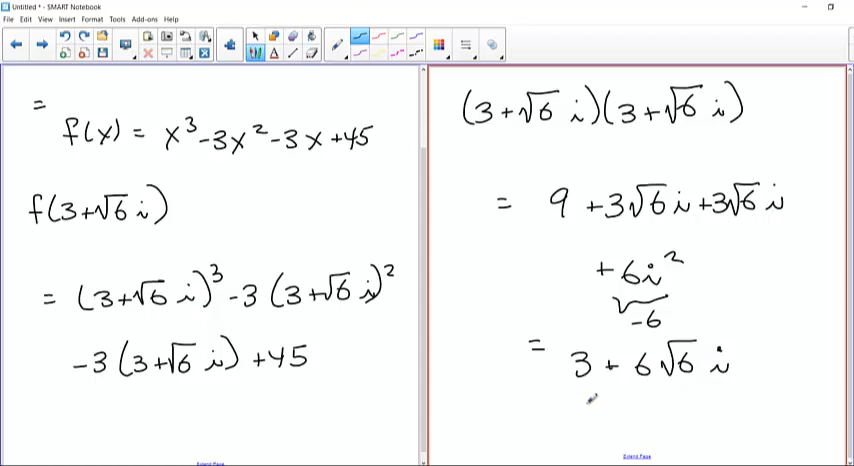 Untitled * - SMART Notebook
File Edit View Insert Format Tools Add-ons Help
=
f(x) = x³-3x²-3x+45
f(3+√6 i)
= (3+√6 i)³-3(3+√6 i)²
-3(3+√6 i)+45
Extend Page
(3+√6 i)(3+√6 i)
= 9 +3√6 i+3√6 i
+6i²
-6
= 3 + 6√6 i
Extend Page